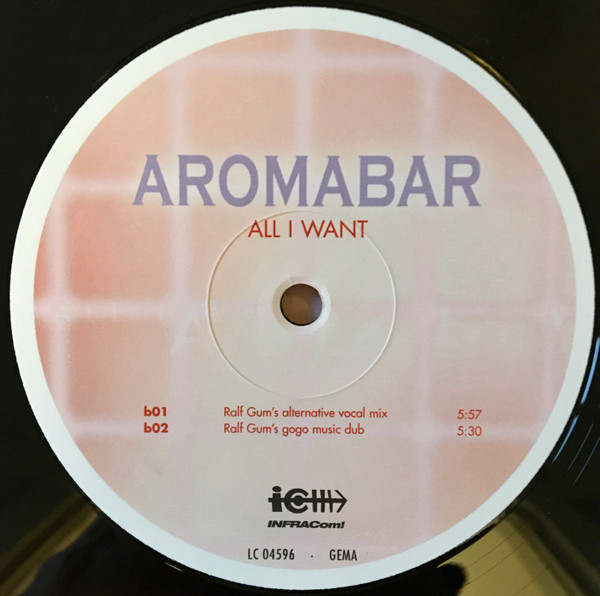 AROMABAR
ALL I WANT
b01 Ralf Gum's alternative vocal mix 5:57
b02 Ralf Gum's gogo music dub 5:30
iC
INFRACom!
LC 04596 · GEMA